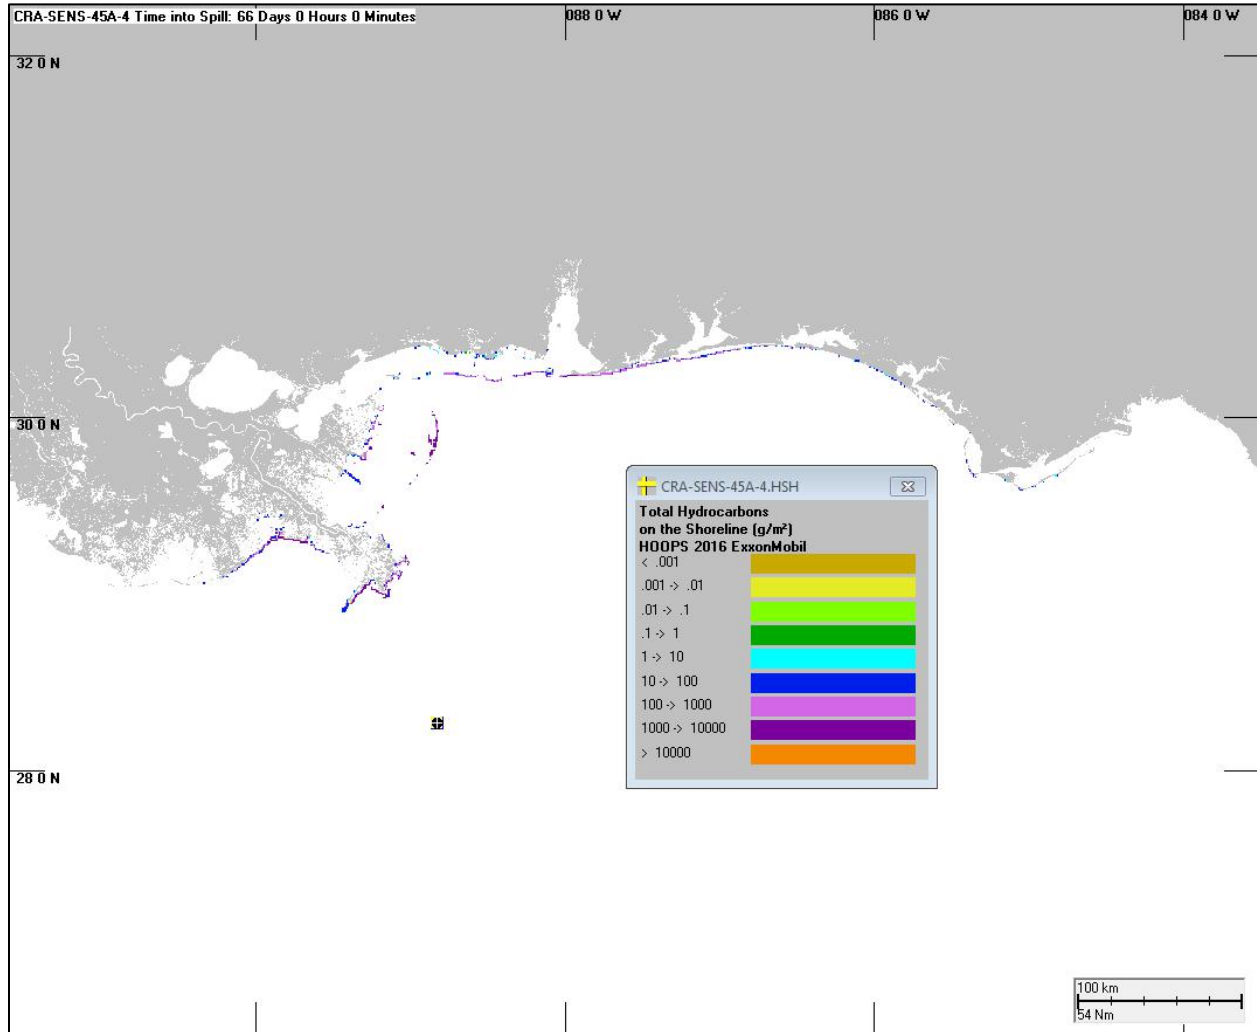 CRA-SENS-45A-4 Time into Spill: 66 Days 0 Hours 0 Minutes
088 0 W
086 0 W
084 0 W
32 0 N
30 0 N
28 0 N
CRA-SENS-45A-4.HSH
Total Hydrocarbons
on the Shoreline (g/m²)
HOOPS 2016 ExxonMobil
< .001
.001 -> .01
.01 -> .1
.1 -> 1
1 -> 10
10 -> 100
100 -> 1000
1000 -> 10000
> 10000
100 km
54 Nm